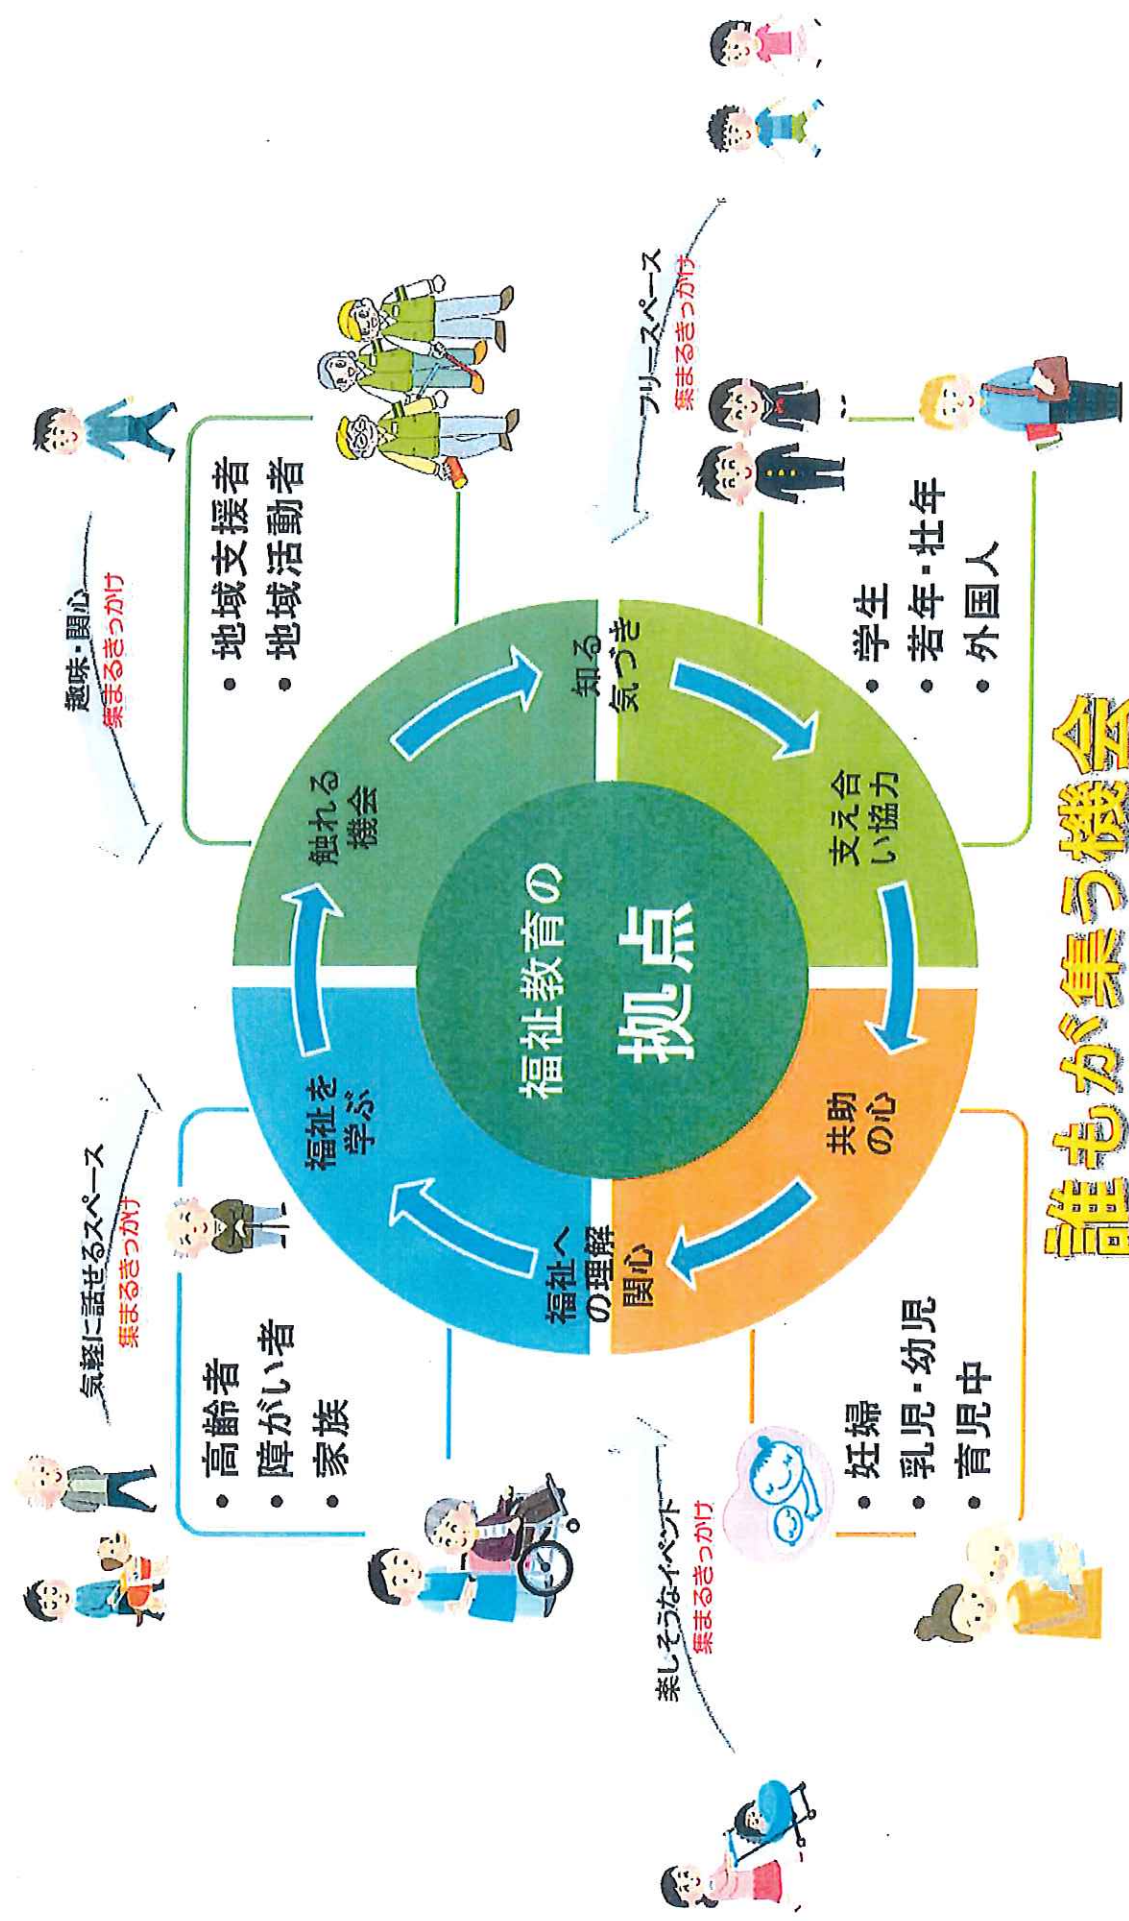 気軽に話せるスペース
集まるきっかけ
趣味・関心
集まるきっかけ
・高齢者
・障がい者
・家族
・地域支援者
・地域活動者
福祉を
学ぶ
触れる
機会
福祉教育の
拠点
福祉へ
の理解
関心
知る
気づき
共助
の心
支え合
い協力
楽しそうなイベント
集まるきっかけ
フリースペース
集まるきっかけ
・妊婦
・乳児・幼児
・育児中
・学生
・若年・壮年
・外国人
誰もが集う機会